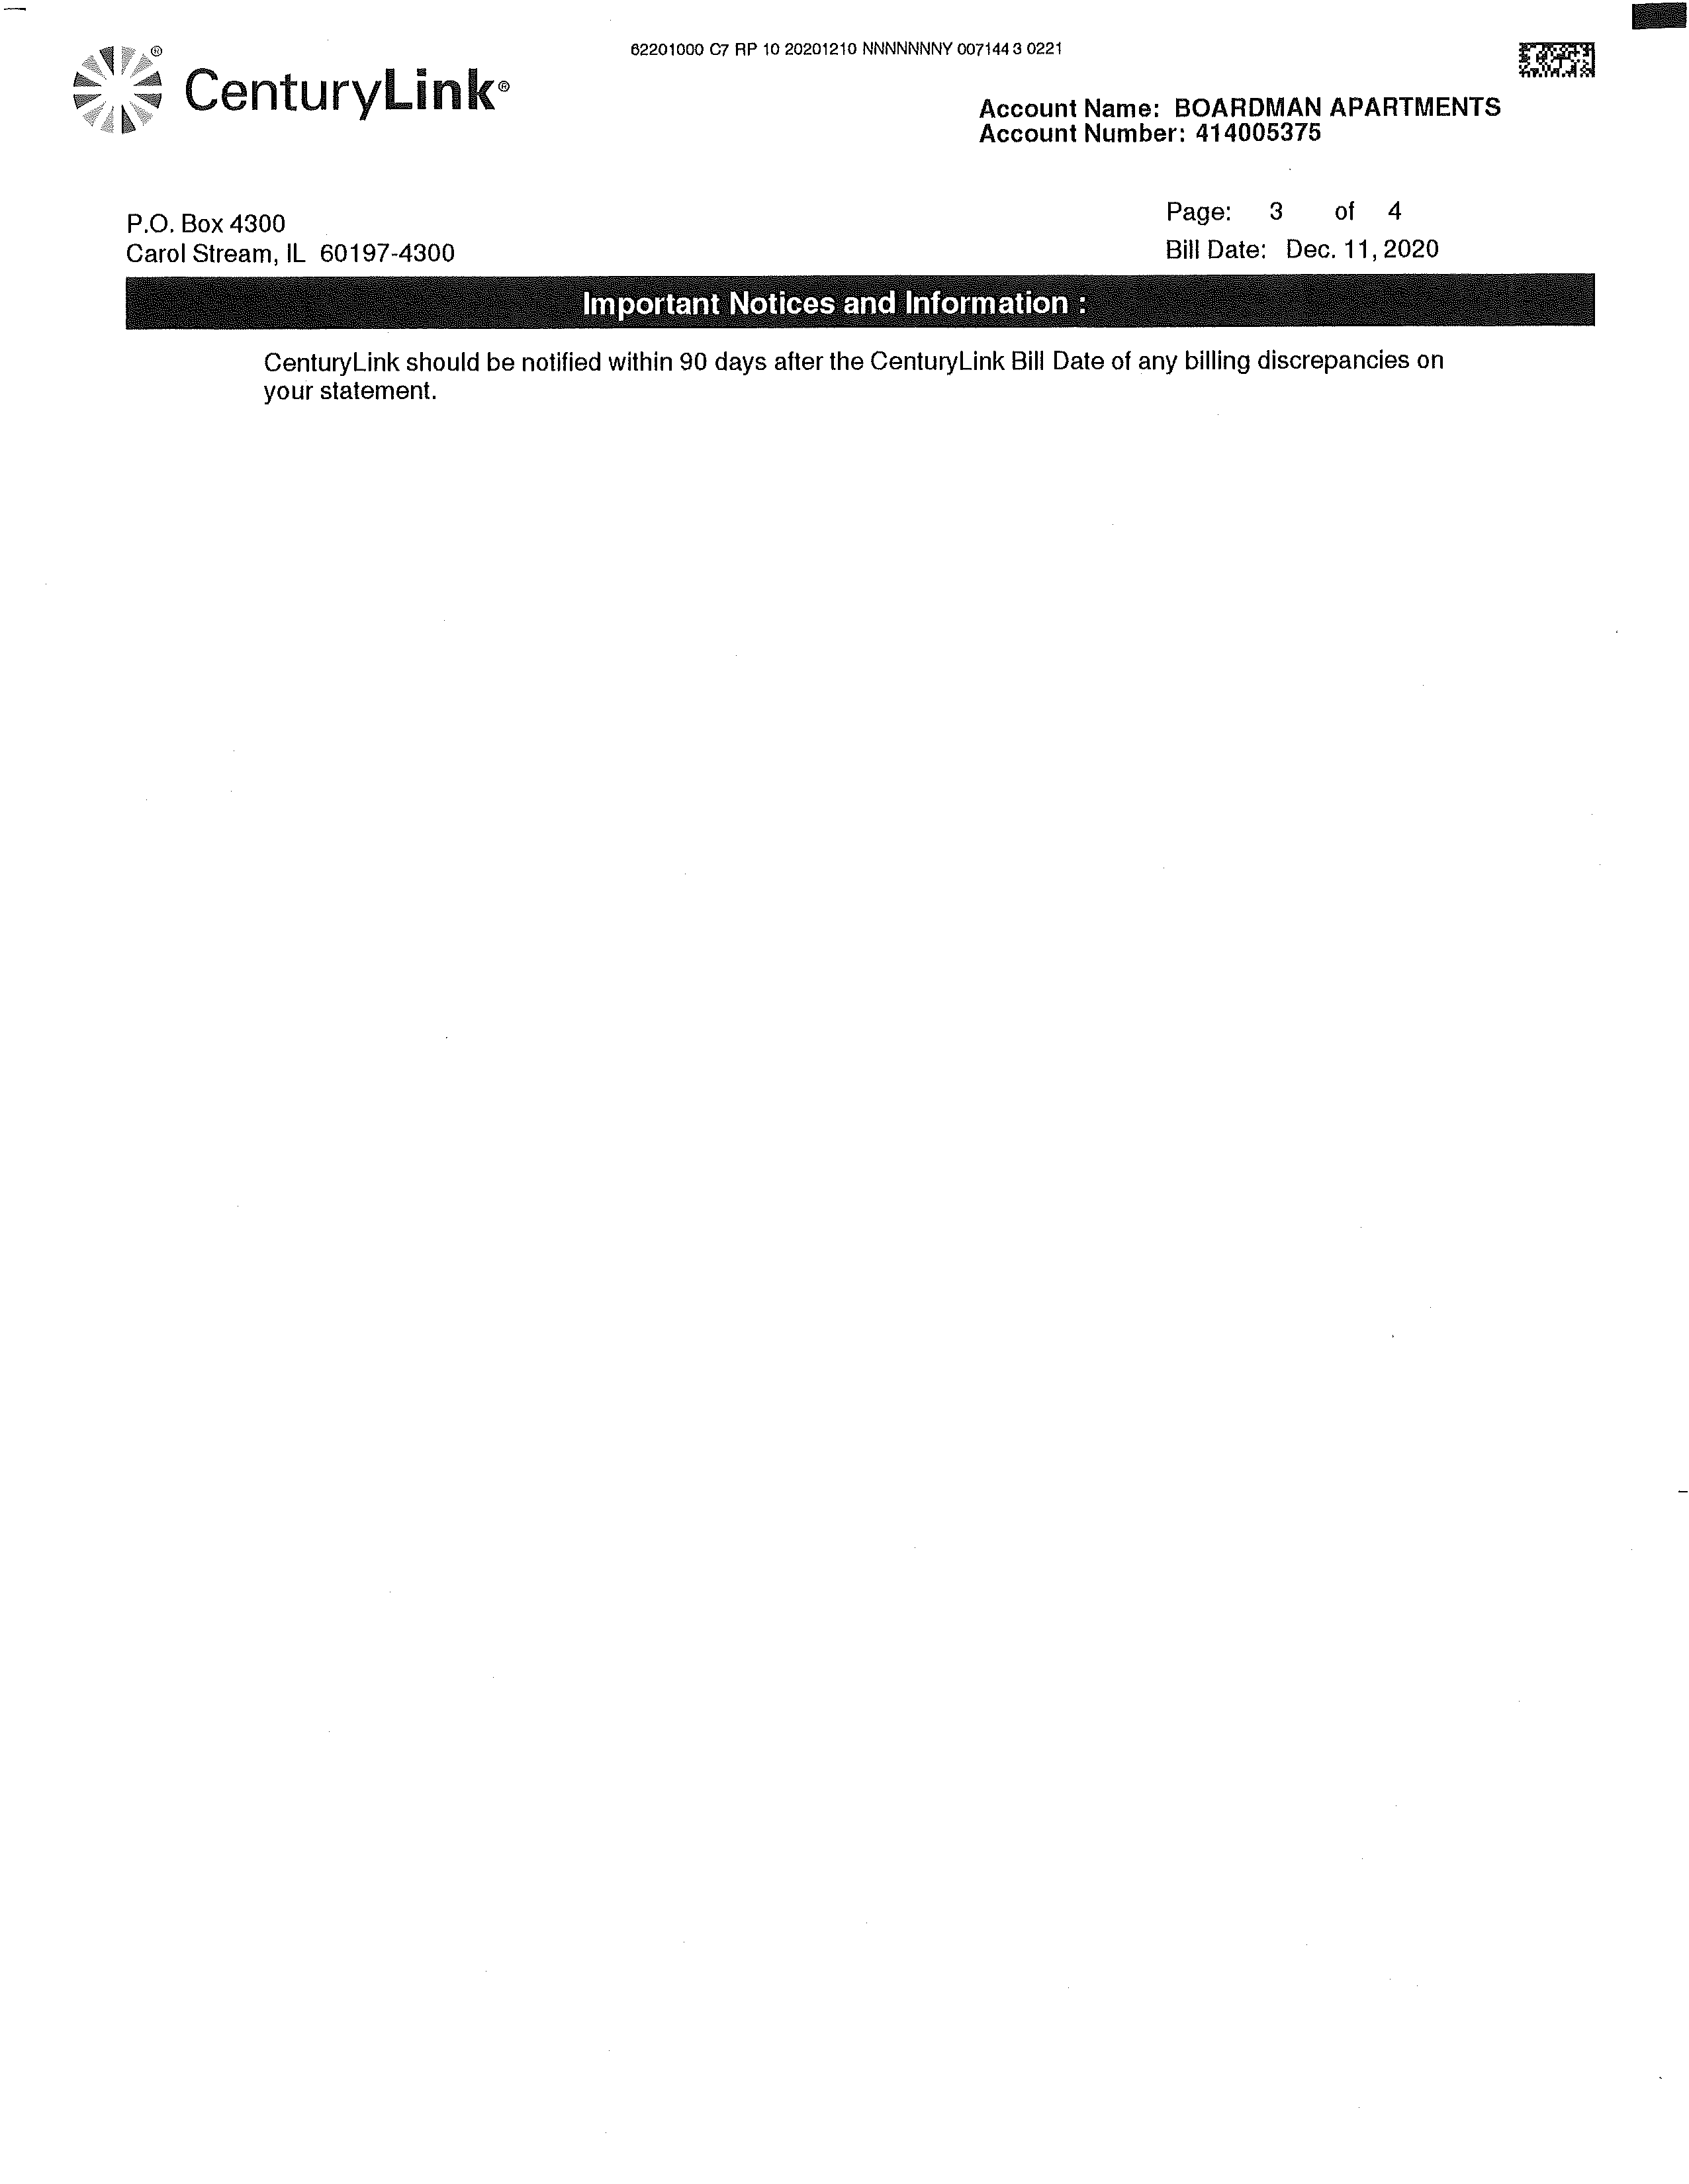 62201000 C7 RP 10 20201210 NNNNNNNY 0071443 0221
CenturyLink®
Account Name: BOARDMAN APARTMENTS
Account Number: 414005375
P.O. Box 4300
Carol Stream, IL 60197-4300
Page: 3 of 4
Bill Date: Dec. 11, 2020
Important Notices and Information :
CenturyLink should be notified within 90 days after the CenturyLink Bill Date of any billing discrepancies on
your statement.